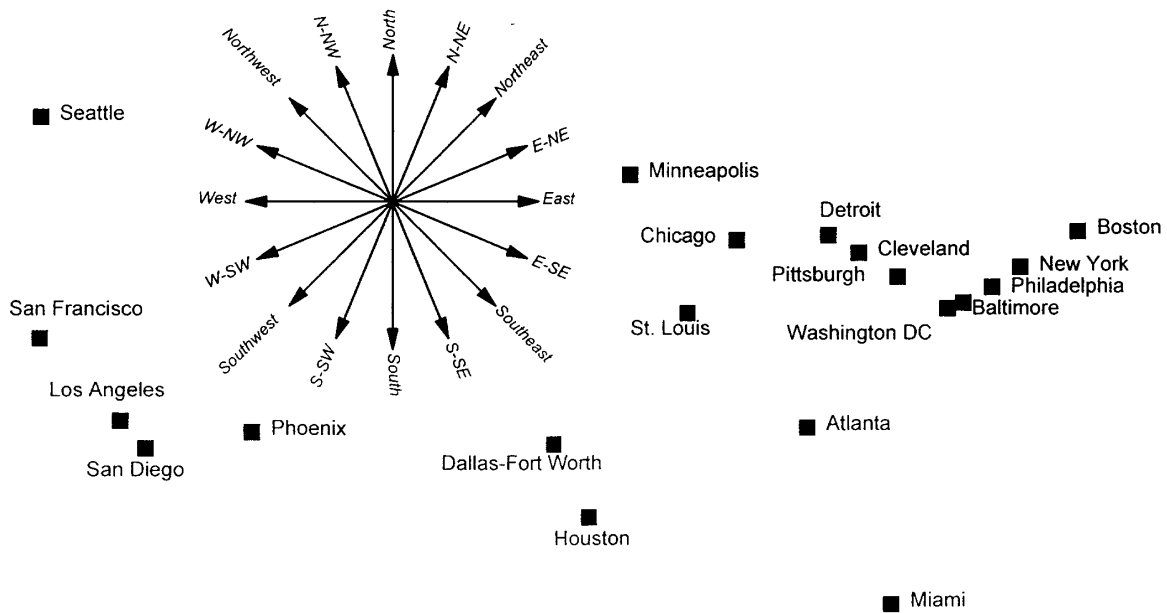 North
N-NW
N-NE
Northwest
Northeast
Seattle
W-NW
E-NE
Minneapolis
West
East
Detroit
Boston
Chicago
Cleveland
New York
Pittsburgh
Philadelphia
W-SW
E-SE
San Francisco
Baltimore
St. Louis
Washington DC
Southwest
Southeast
S-SW
S-SE
South
Los Angeles
Phoenix
Atlanta
San Diego
Dallas-Fort Worth
Houston
Miami